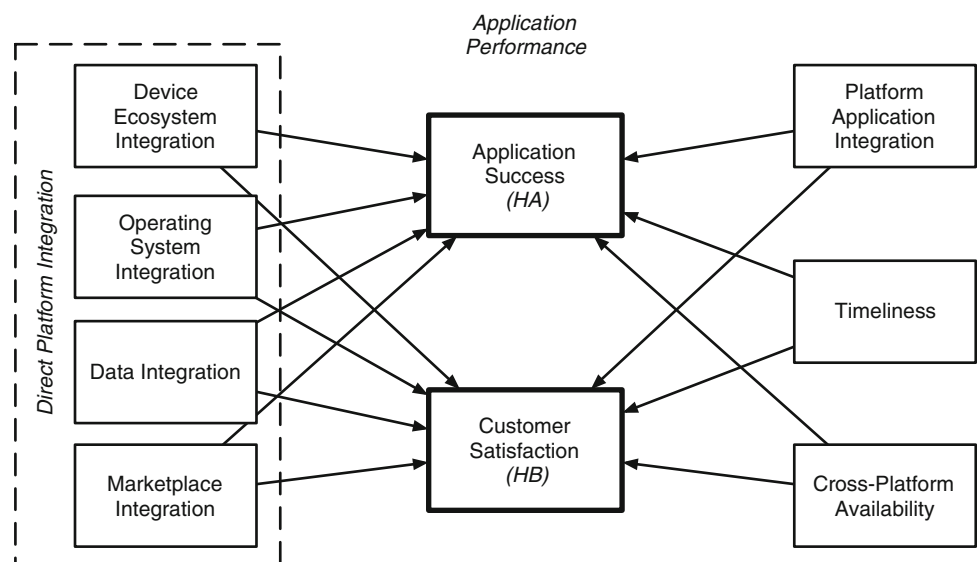 Application
Performance
Direct Platform Integration
Device
Ecosystem
Integration
Operating
System
Integration
Data Integration
Marketplace
Integration
Application
Success
(HA)
Customer
Satisfaction
(HB)
Platform
Application
Integration
Timeliness
Cross-Platform
Availability